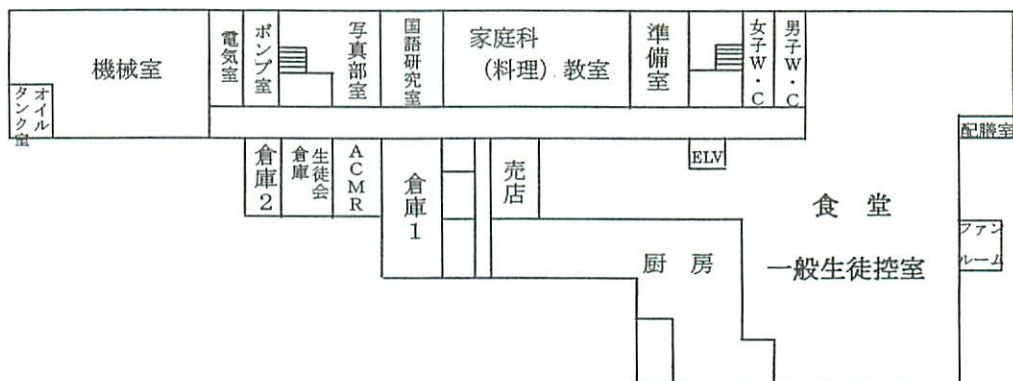 機械室
オイル
タンク室
電気室
ポンプ室
写真部室
国語研究室
家庭科
(料理).教室
準備室
女子W・C
男子W・C
倉庫2
生徒会
倉庫
ACMR
倉庫1
売店
ELV
配膳室
食 堂
一般生徒控室
ファン
ルーム
厨 房